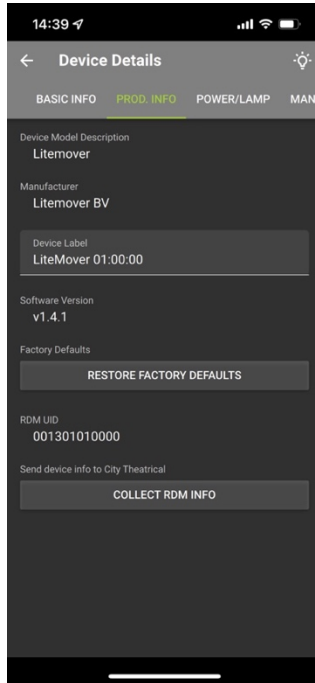 14:39
Device Details
BASIC INFO PROD. INFO POWER/LAMP MAN
Device Model Description
Litemover
Manufacturer
Litemover BV
Device Label
LiteMover 01:00:00
Software Version
v1.4.1
Factory Defaults
RESTORE FACTORY DEFAULTS
RDM UID
001301010000
Send device info to City Theatrical
COLLECT RDM INFO